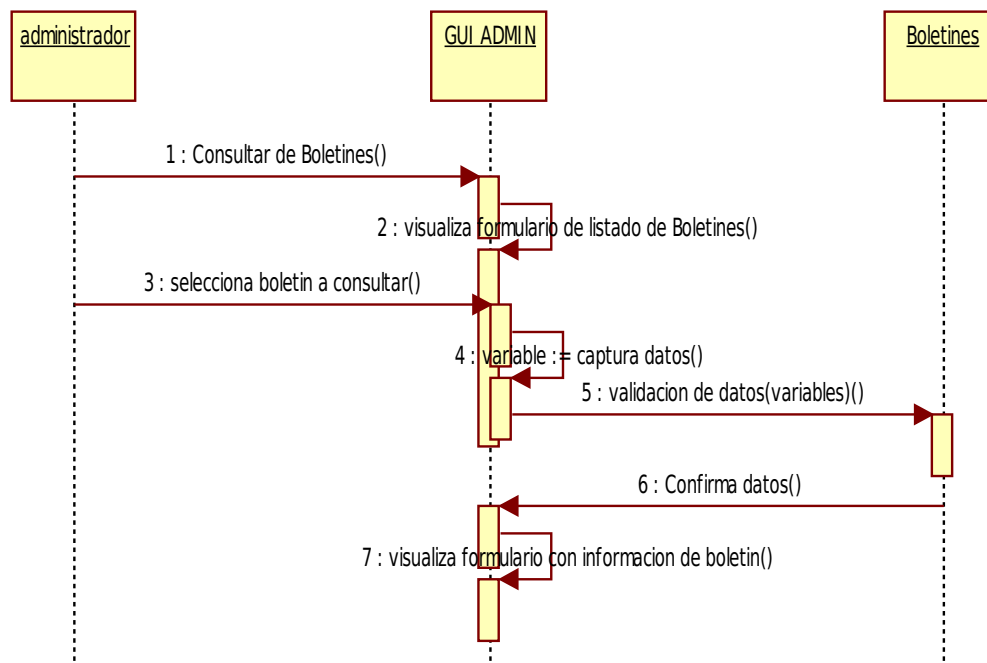 administrador
GUI ADMIN
Boletines
1 : Consultar de Boletines()
2 : visualiza formulario de listado de Boletines()
3 : selecciona boletin a consultar()
4 : variable := captura datos()
5 : validacion de datos(variables)()
6 : Confirma datos()
7 : visualiza formulario con informacion de boletin()